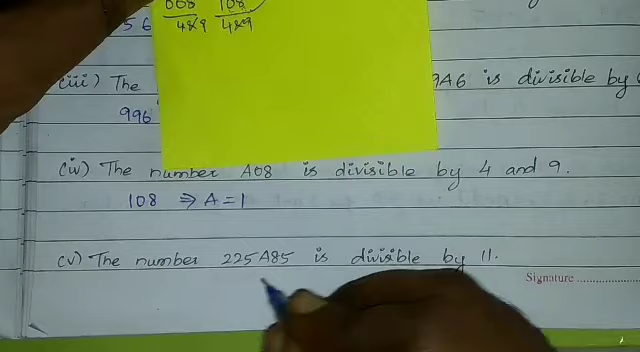 008 108
4×9 4×9
56
(iii) The 9A6 is divisible by
996
(iv) The number A08 is divisible by 4 and 9.
108 ⇒ A = 1
(v) The number 225A85 is divisible by 11.
Signature ....................